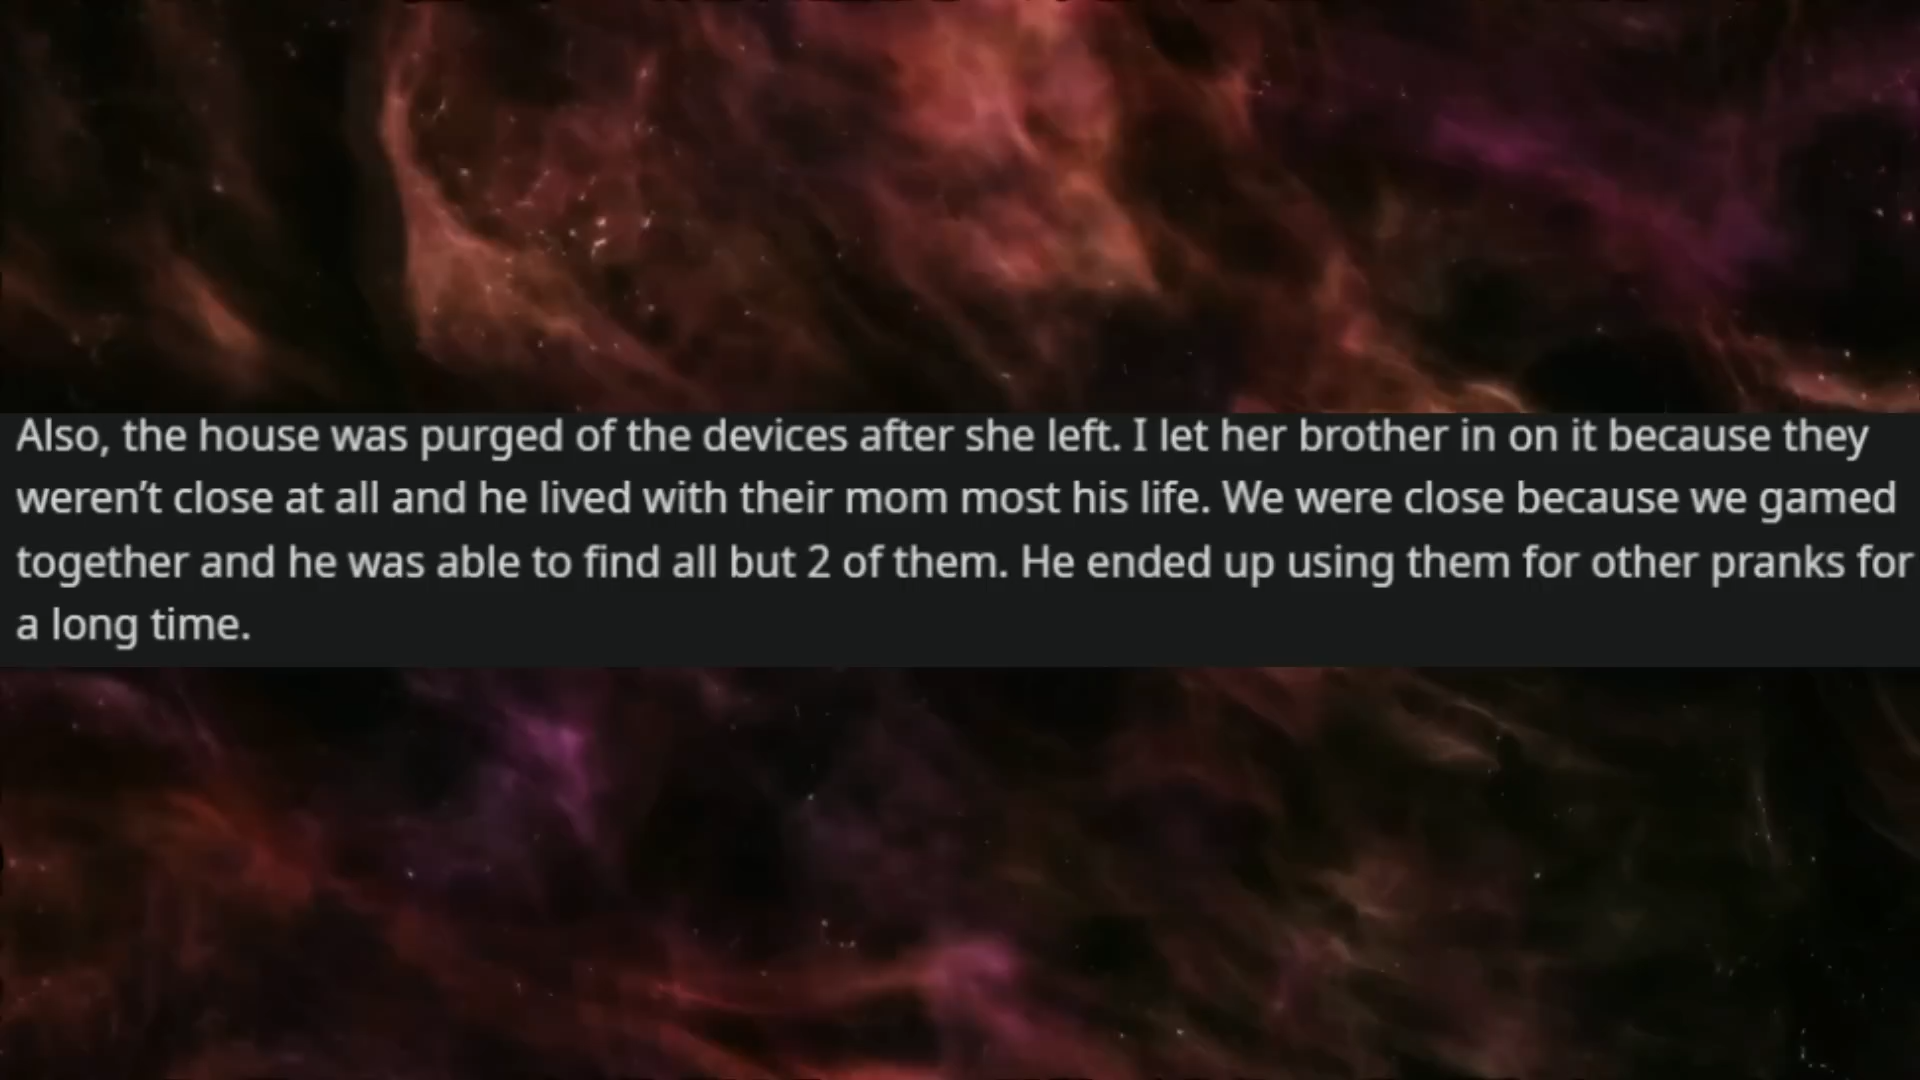 Also, the house was purged of the devices after she left. I let her brother in on it because they
weren’t close at all and he lived with their mom most his life. We were close because we gamed
together and he was able to find all but 2 of them. He ended up using them for other pranks for
a long time.